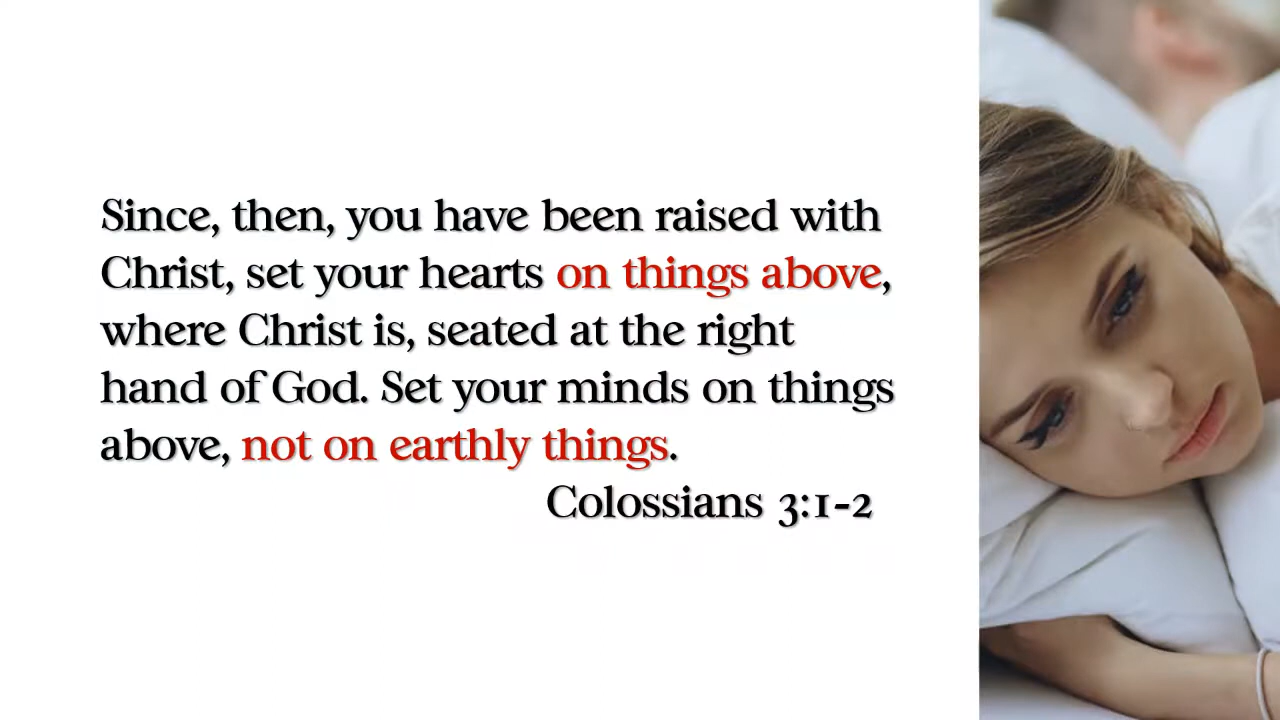 Since, then, you have been raised with
Christ, set your hearts on things above,
where Christ is, seated at the right
hand of God. Set your minds on things
above, not on earthly things.
Colossians 3:1-2